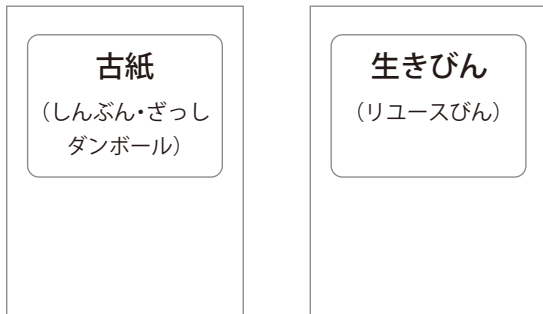 古紙
（しんぶん・ざっし
ダンボール）
生きびん
（リユースびん）